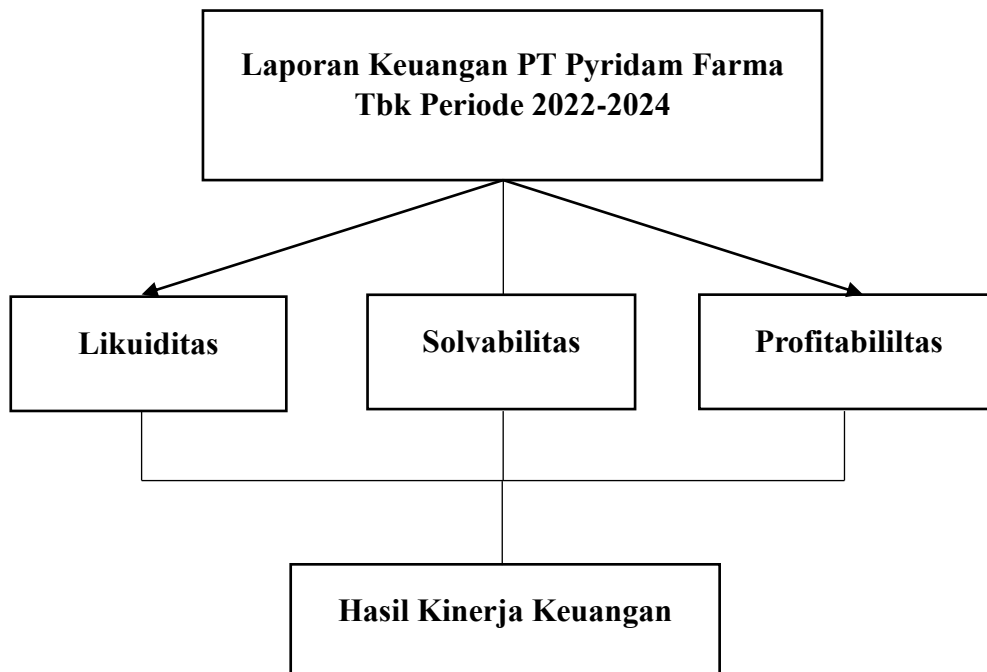 Laporan Keuangan PT Pyridam Farma
Tbk Periode 2022-2024
Likuiditas
Solvabilitas
Profitabililtas
Hasil Kinerja Keuangan